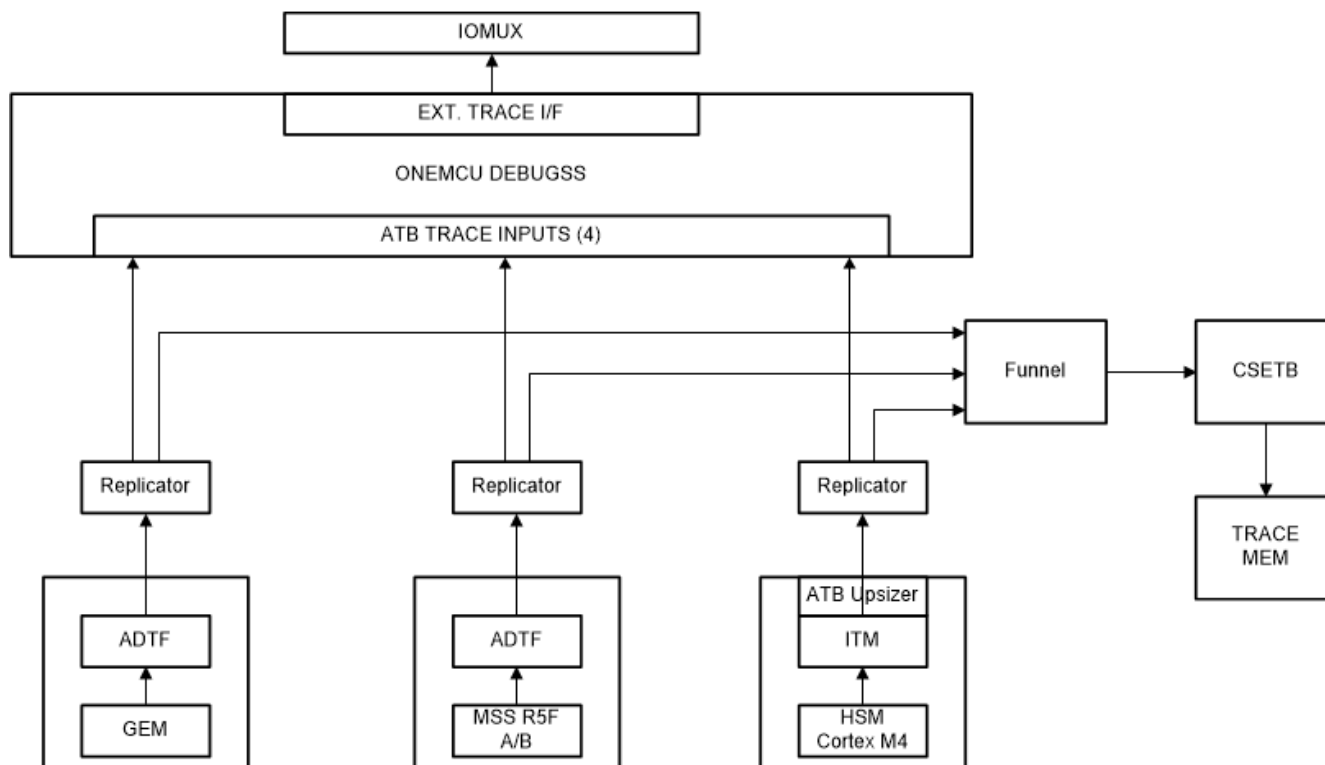 IOMUX
EXT. TRACE I/F
ONEMCU DEBUGSS
ATB TRACE INPUTS (4)
Funnel
CSETB
Replicator
Replicator
Replicator
TRACE
MEM
ATB Upsizer
ADTF
ADTF
ITM
GEM
MSS R5F
A/B
HSM
Cortex M4